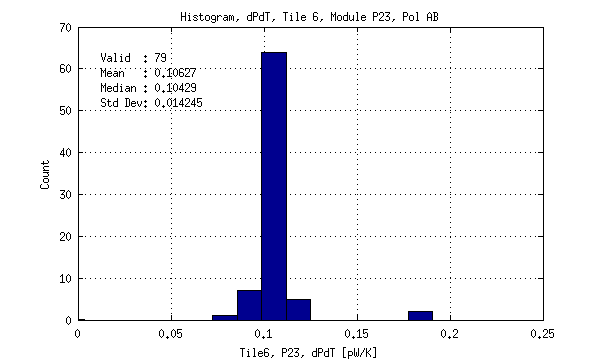 Histogram, dPdT, Tile 6, Module P23, Pol AB
Valid : 79
Mean : 0.10627
Median : 0.10429
Std Dev: 0.014245
Count
70
60
50
40
30
20
10
0
0 0.05 0.1 0.15 0.2 0.25
Tile6, P23, dPdT [pW/K]